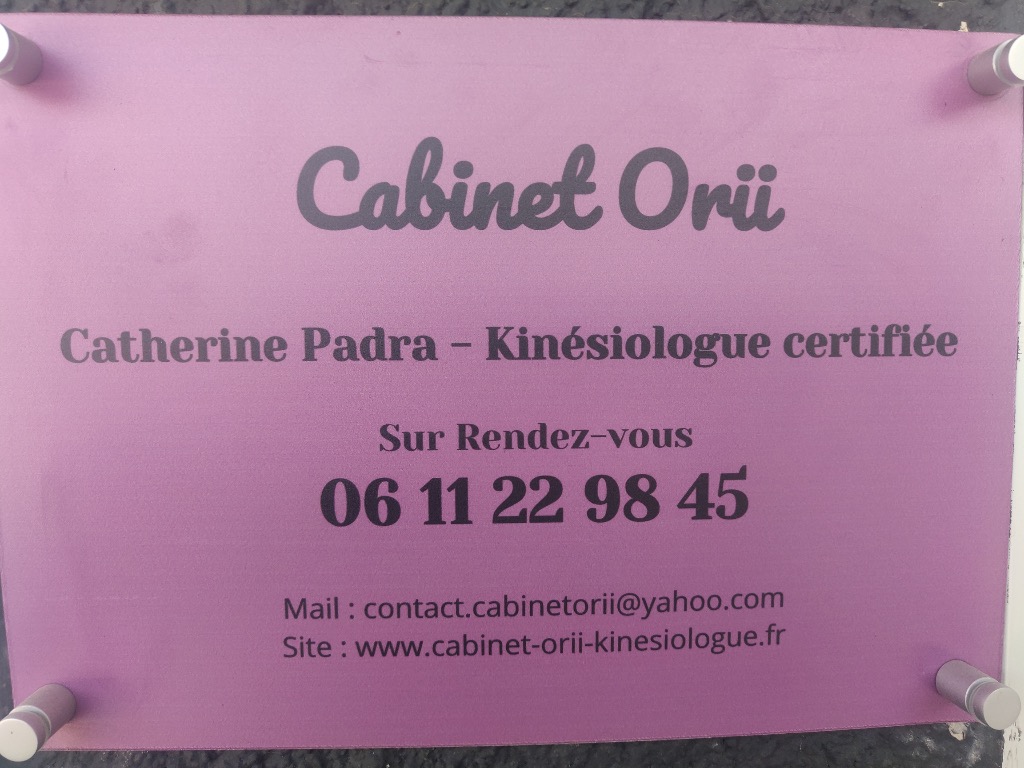 Cabinet Orii
Catherine Padra - Kinésiologue certifiée
Sur Rendez-vous
06 11 22 98 45
Mail : contact.cabinetorii@yahoo.com
Site : www.cabinet-orii-kinesiologue.fr